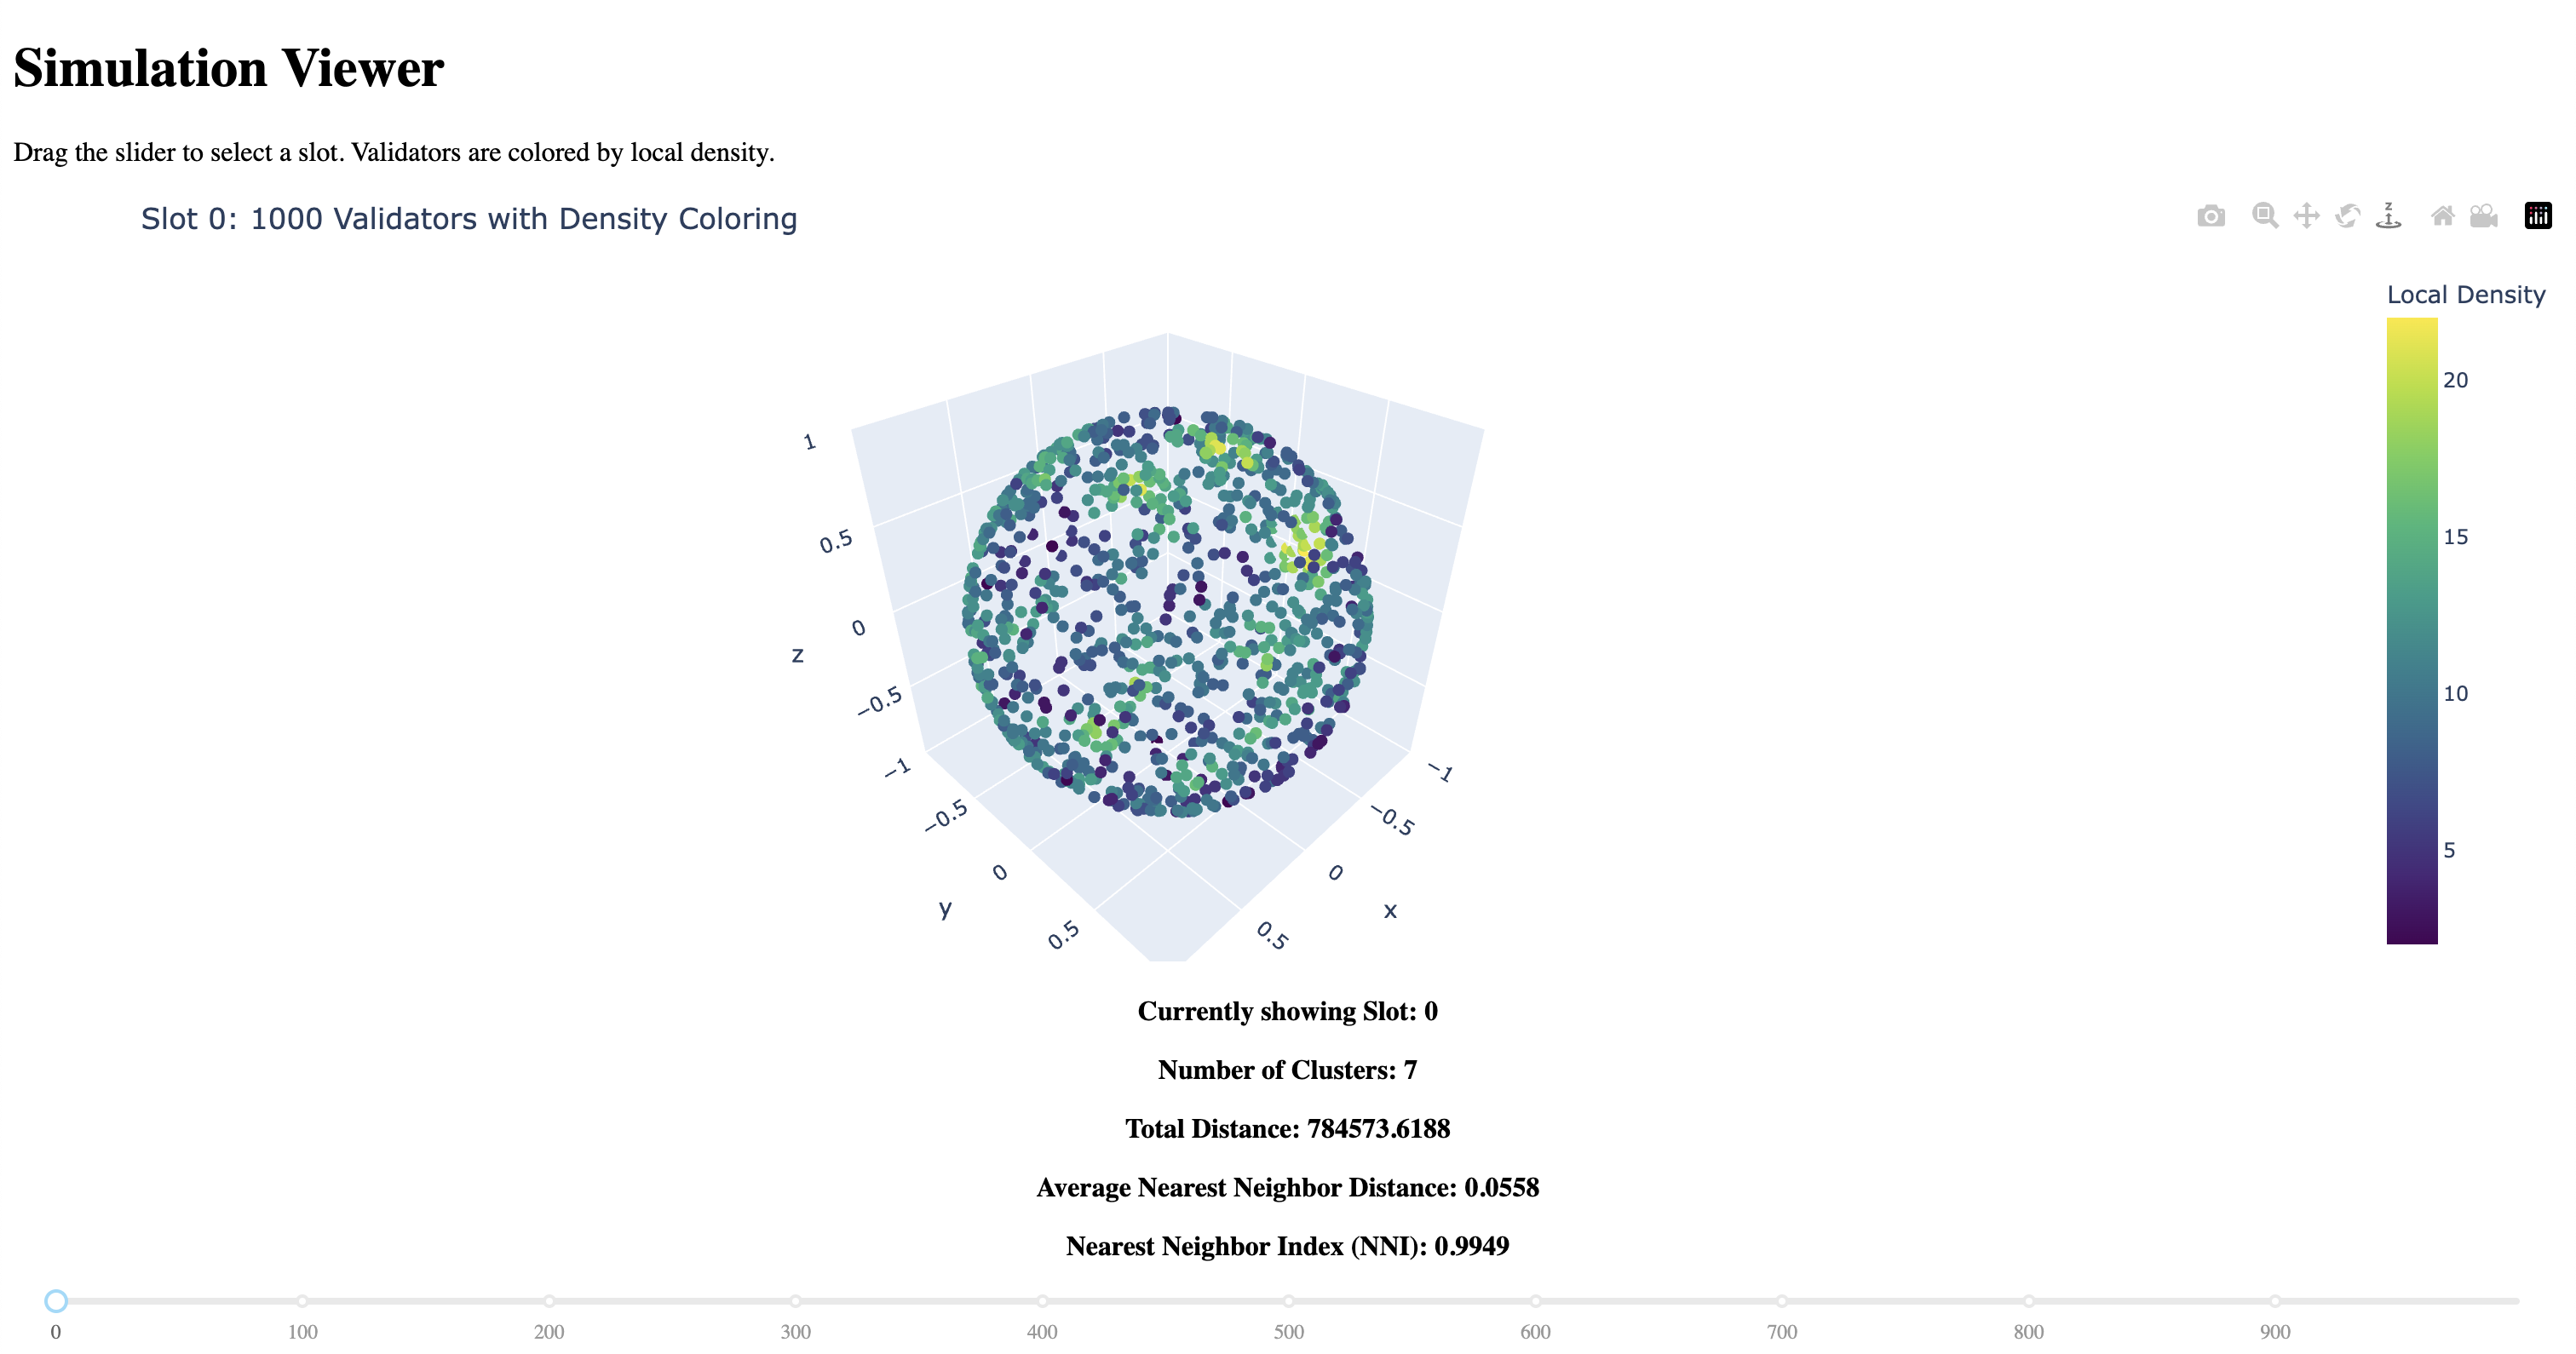 Simulation Viewer
Drag the slider to select a slot. Validators are colored by local density.
Slot 0: 1000 Validators with Density Coloring
z
Local Density
20
15
10
5
1
0.5
0
−0.5
−1
z
−1
−0.5
0
0.5
y
−1
−0.5
0
0.5
x
Currently showing Slot: 0
Number of Clusters: 7
Total Distance: 784573.6188
Average Nearest Neighbor Distance: 0.0558
Nearest Neighbor Index (NNI): 0.9949
0 100 200 300 400 500 600 700 800 900